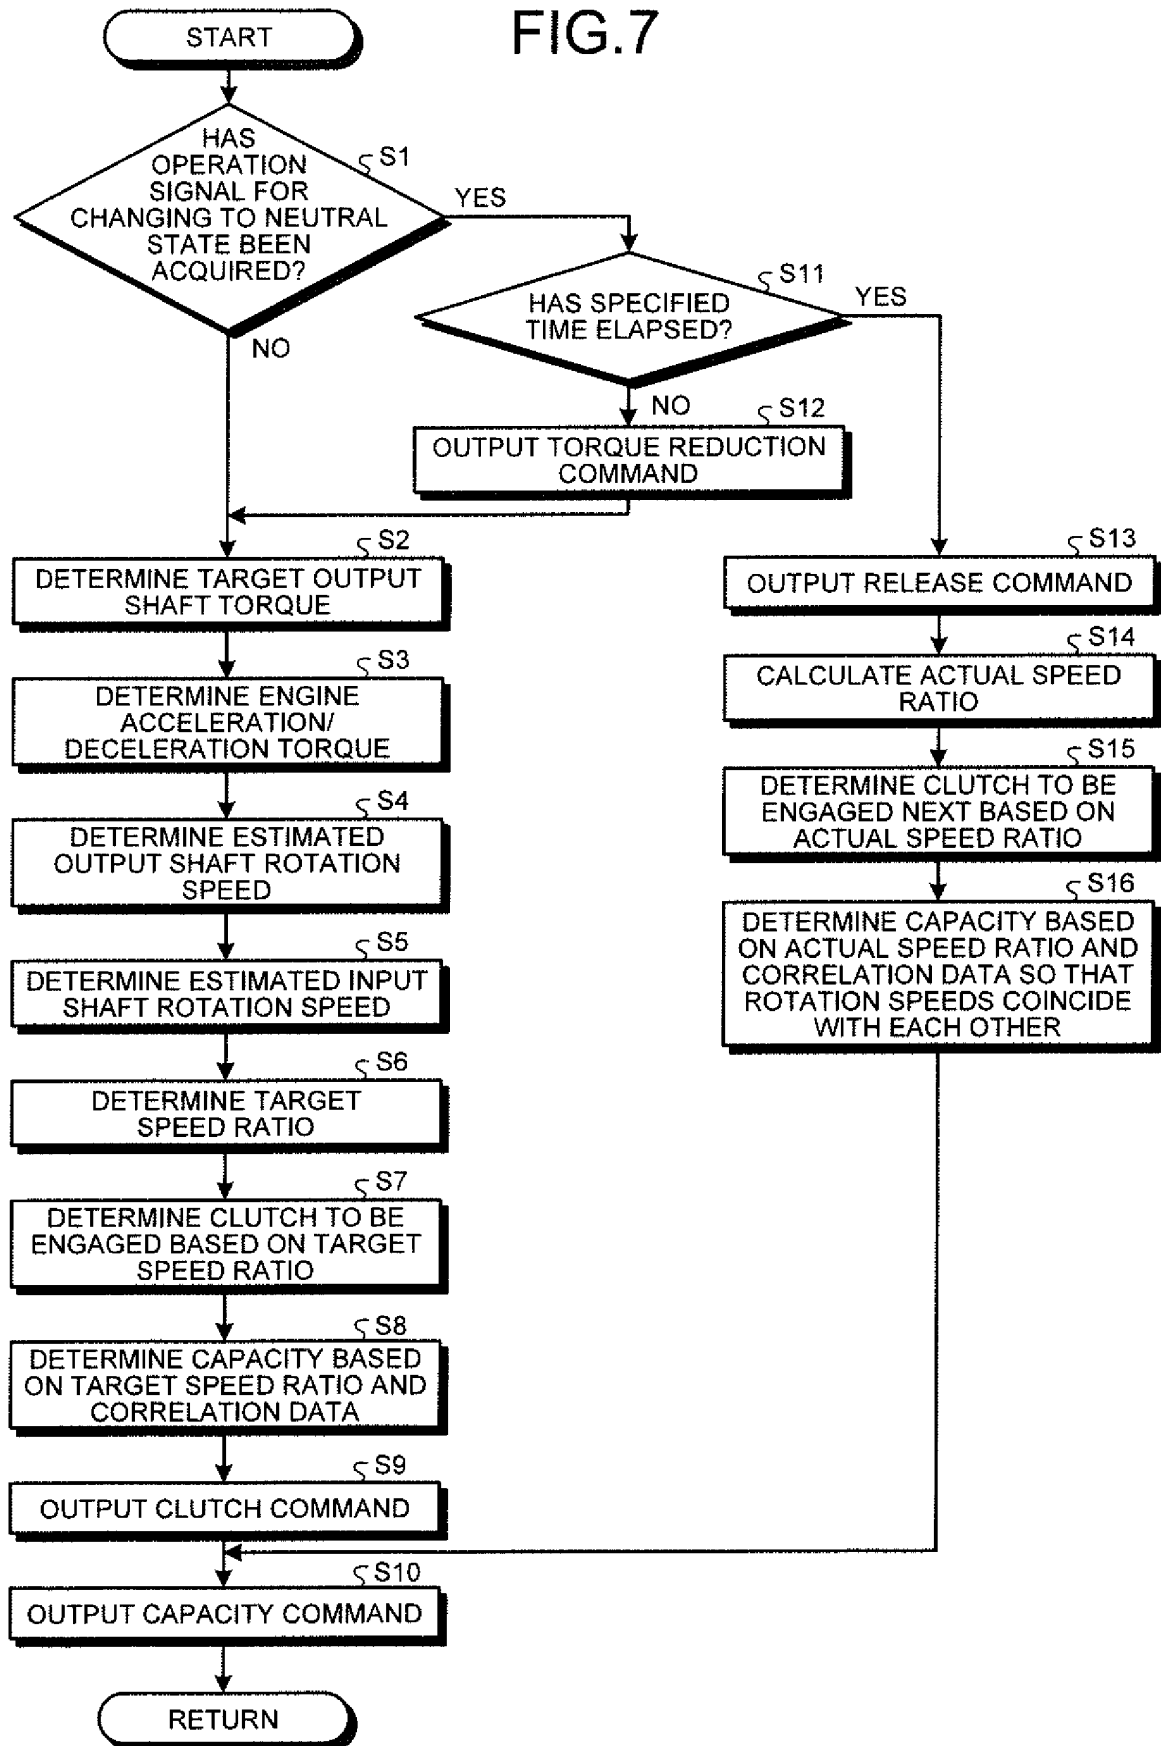 FIG.7
START
HAS
OPERATION
SIGNAL FOR
CHANGING TO NEUTRAL
STATE BEEN
ACQUIRED?
S1
YES
NO
HAS SPECIFIED
TIME ELAPSED?
S11
YES
NO
S12
OUTPUT TORQUE REDUCTION
COMMAND
S2
DETERMINE TARGET OUTPUT
SHAFT TORQUE
S3
DETERMINE ENGINE
ACCELERATION/
DECELERATION TORQUE
S4
DETERMINE ESTIMATED
OUTPUT SHAFT ROTATION
SPEED
S5
DETERMINE ESTIMATED INPUT
SHAFT ROTATION SPEED
S6
DETERMINE TARGET
SPEED RATIO
S7
DETERMINE CLUTCH TO BE
ENGAGED BASED ON TARGET
SPEED RATIO
S8
DETERMINE CAPACITY BASED
ON TARGET SPEED RATIO AND
CORRELATION DATA
S9
OUTPUT CLUTCH COMMAND
S13
OUTPUT RELEASE COMMAND
S14
CALCULATE ACTUAL SPEED
RATIO
S15
DETERMINE CLUTCH TO BE
ENGAGED NEXT BASED ON
ACTUAL SPEED RATIO
S16
DETERMINE CAPACITY BASED
ON ACTUAL SPEED RATIO AND
CORRELATION DATA SO THAT
ROTATION SPEEDS COINCIDE
WITH EACH OTHER
S10
OUTPUT CAPACITY COMMAND
RETURN